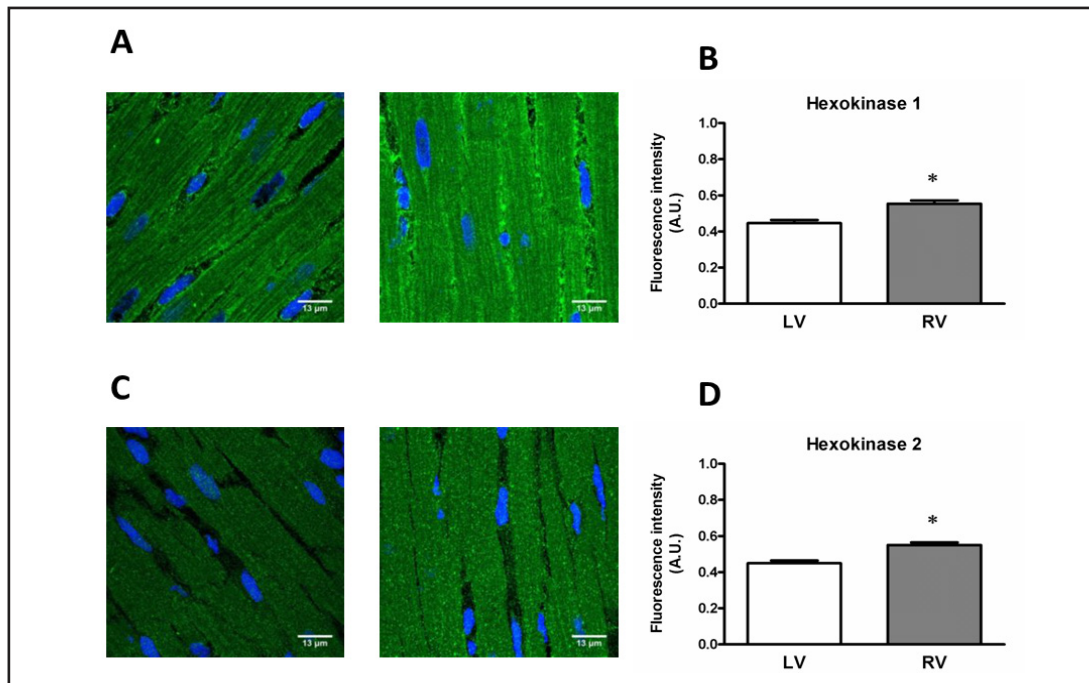 A
B
13 µm
13 µm
Hexokinase 1
Fluorescence intensity
(A.U.)
1.0
0.8
0.6
0.4
0.2
0.0
*
LV
RV
C
D
13 µm
13 µm
Hexokinase 2
Fluorescence intensity
(A.U.)
1.0
0.8
0.6
0.4
0.2
0.0
*
LV
RV